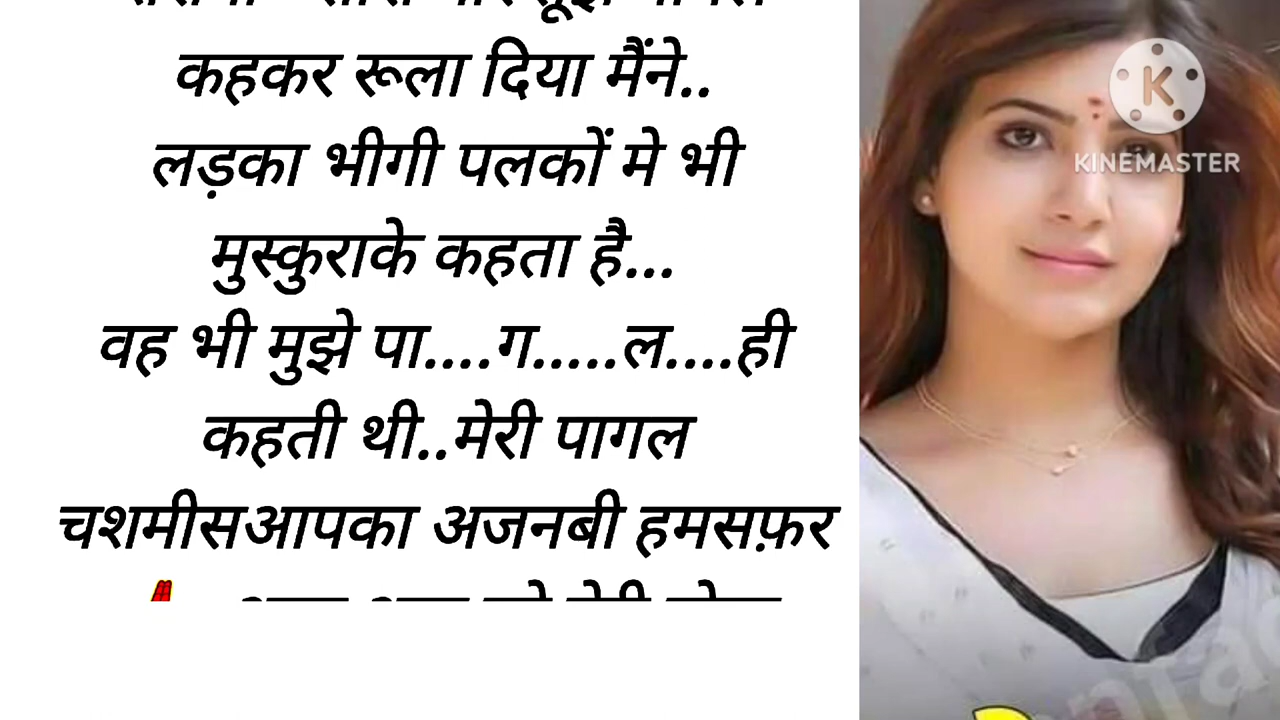 कहकर रूला दिया मैंने..
लड़का भीगी पलकों मे भी
मुस्कुराके कहता है...
वह भी मुझे पा....ग.....ल....ही
कहती थी..मेरी पागल
चशमीसआपका अजनबी हमसफ़र
K
KINEMASTER